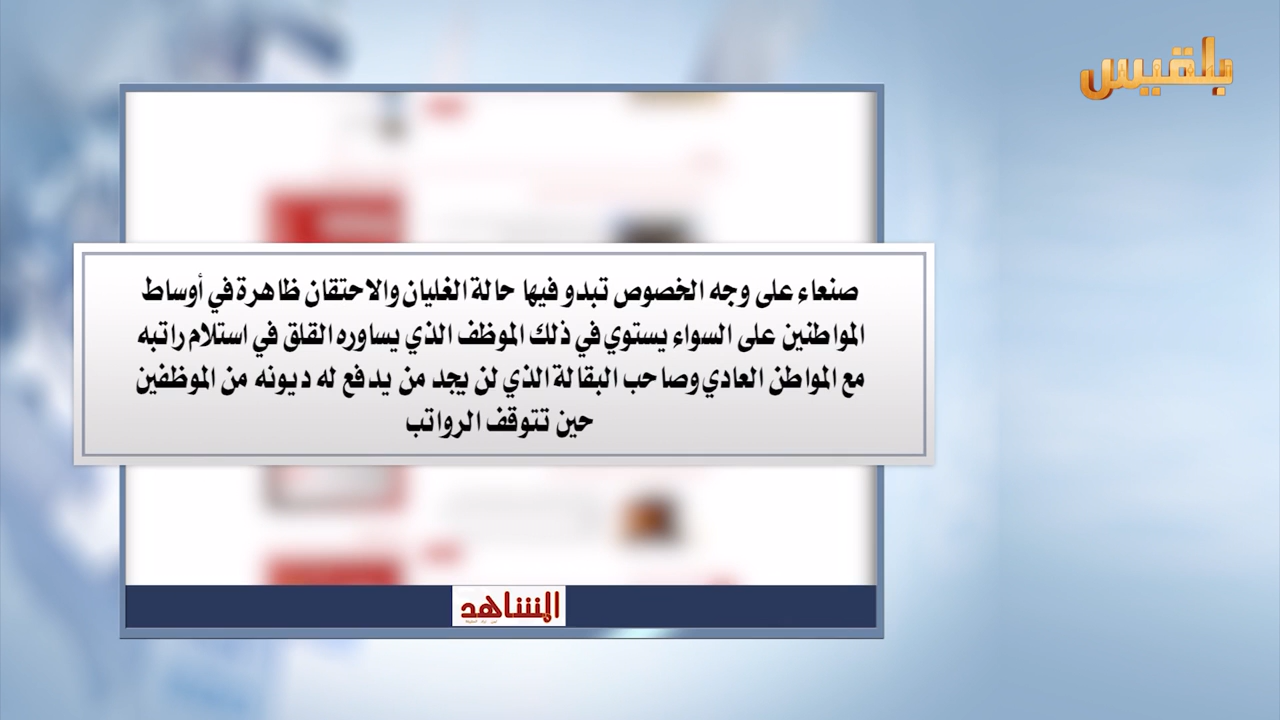 بلقيس
صنعاء على وجه الخصوص تبدو فيها حالة الغليان والاحتقان ظاهرة في أوساط
المواطنين على السواء يستوي في ذلك الموظف الذي يساوره القلق في استلام راتبه
مع المواطن العادي وصاحب البقالة الذي لن يجد من يدفع له ديونه من الموظفين
حين تتوقف الرواتب
المشاهد